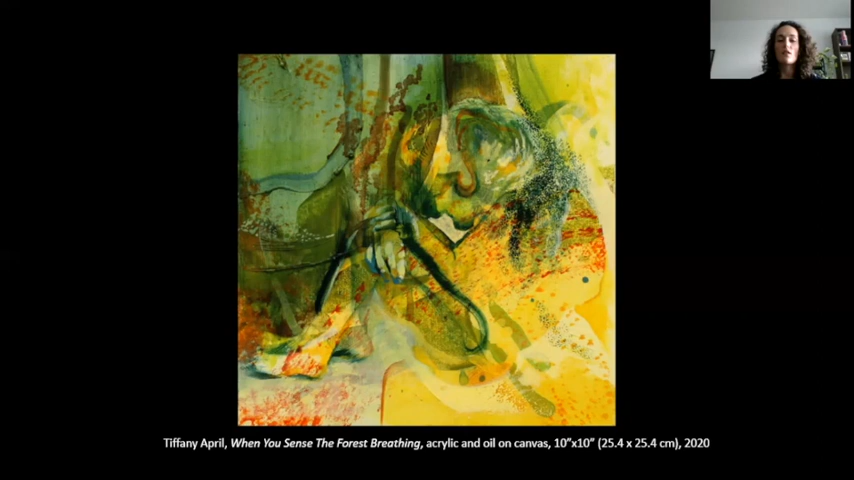 Tiffany April, When You Sense The Forest Breathing, acrylic and oil on canvas, 10”x10” (25.4 x 25.4 cm), 2020